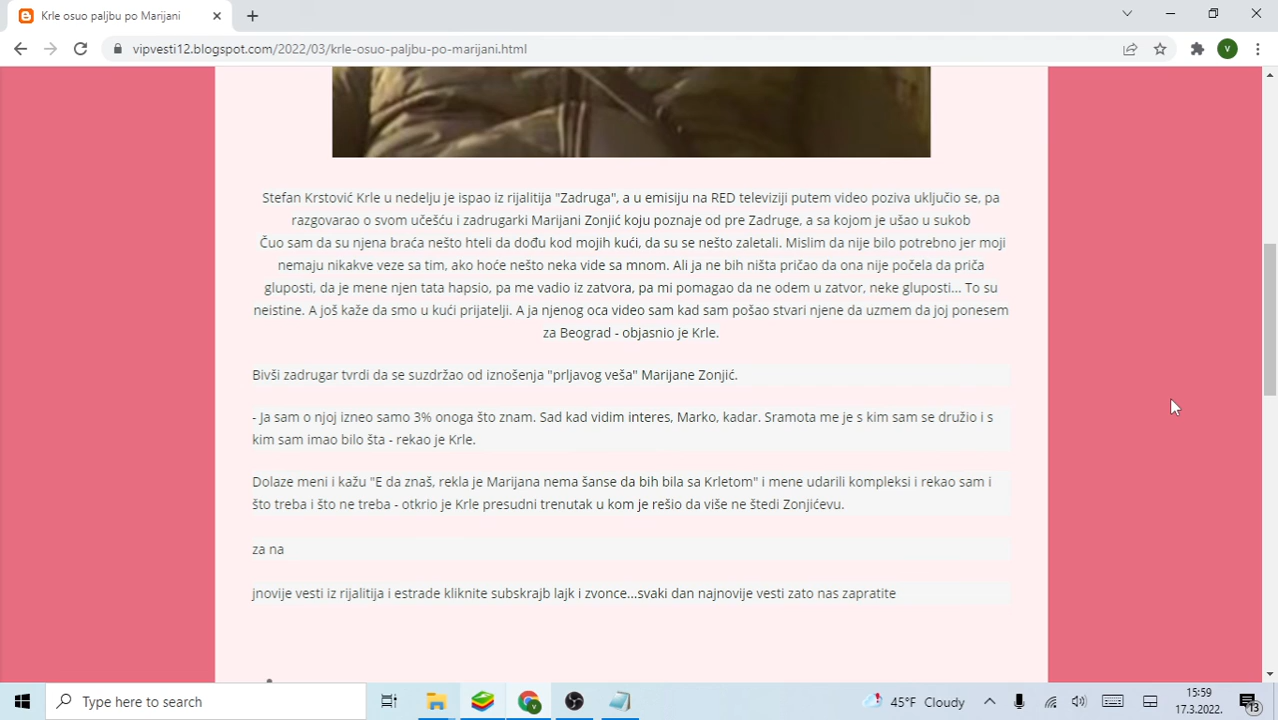 Krle osuo paljbu po Marijani
vipvesti12.blogspot.com/2022/03/krle-osuo-paljbu-po-marijani.html
V
Stefan Krstović Krle u nedelju je ispao iz rijalitija "Zadruga", a u emisiju na RED televiziji putem video poziva uključio se, pa
razgovarao o svom učešću i zadrugarki Marijani Zonjić koju poznaje od pre Zadruge, a sa kojom je ušao u sukob
Čuo sam da su njena braća nešto hteli da dođu kod mojih kući, da su se nešto zaletali. Mislim da nije bilo potrebno jer moji
nemaju nikakve veze sa tim, ako hoće nešto neka vide sa mnom. Ali ja ne bih ništa pričao da ona nije počela da priča
gluposti, da je mene njen tata hapsio, pa me vadio iz zatvora, pa mi pomagao da ne odem u zatvor, neke gluposti... To su
neistine. A još kaže da smo u kući prijatelji. A ja njenog oca video sam kad sam pošao stvari njene da uzmem da joj ponesem
za Beograd - objasnio je Krle.
Bivši zadrugar tvrdi da se suzdržao od iznošenja "prljavog veša" Marijane Zonjić.
- Ja sam o njoj izneo samo 3% onoga što znam. Sad kad vidim interes, Marko, kadar. Sramota me je s kim sam se družio i s
kim sam imao bilo šta - rekao je Krle.
Dolaze meni i kažu "E da znaš, rekla je Marijana nema šanse da bih bila sa Krletom" i mene udarili kompleksi i rekao sam i
što treba i što ne treba - otkrio je Krle presudni trenutak u kom je rešio da više ne štedi Zonjićevu.
za na
jnovije vesti iz rijalitija i estrade kliknite subskrajb lajk i zvonce...svaki dan najnovije vesti zato nas zapratite
Type here to search
45°F Cloudy
15:59
17.3.2022.
13